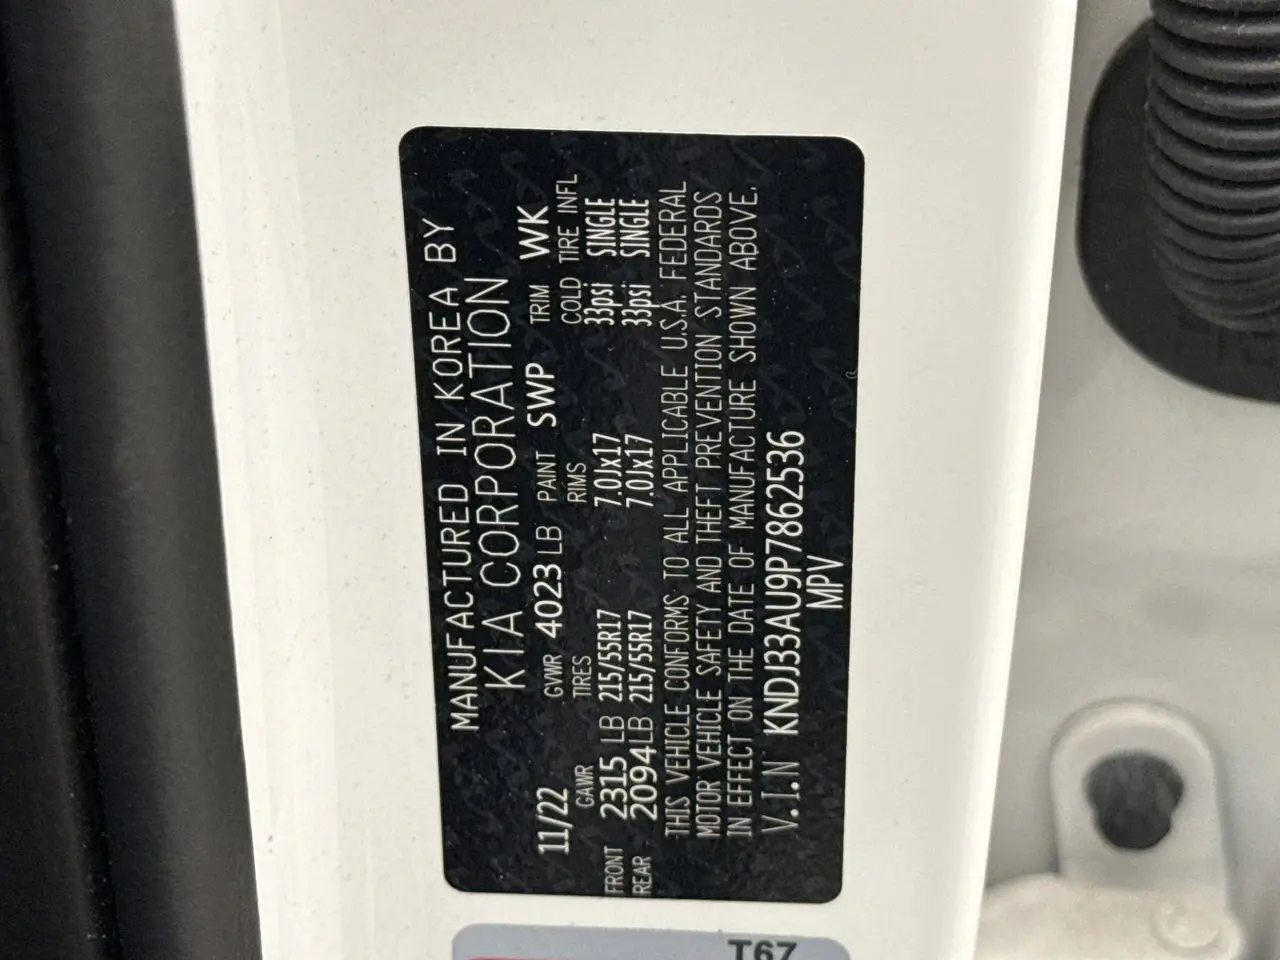 MANUFACTURED IN KOREA BY
KIA CORPORATION
11/22 GVWR 4023 LB PAINT SWP TRIM WK
GAWR TIRES RIMS COLD TIRE INFL
FRONT 2315 LB 215/55R17 7.0Jx17 33psi SINGLE
REAR 2094 LB 215/55R17 7.0Jx17 33psi SINGLE
THIS VEHICLE CONFORMS TO ALL APPLICABLE U.S.A. FEDERAL
MOTOR VEHICLE SAFETY AND THEFT PREVENTION STANDARDS
IN EFFECT ON THE DATE OF MANUFACTURE SHOWN ABOVE.
V.I.N KNDJ33AU9P7862536
MPV
T67